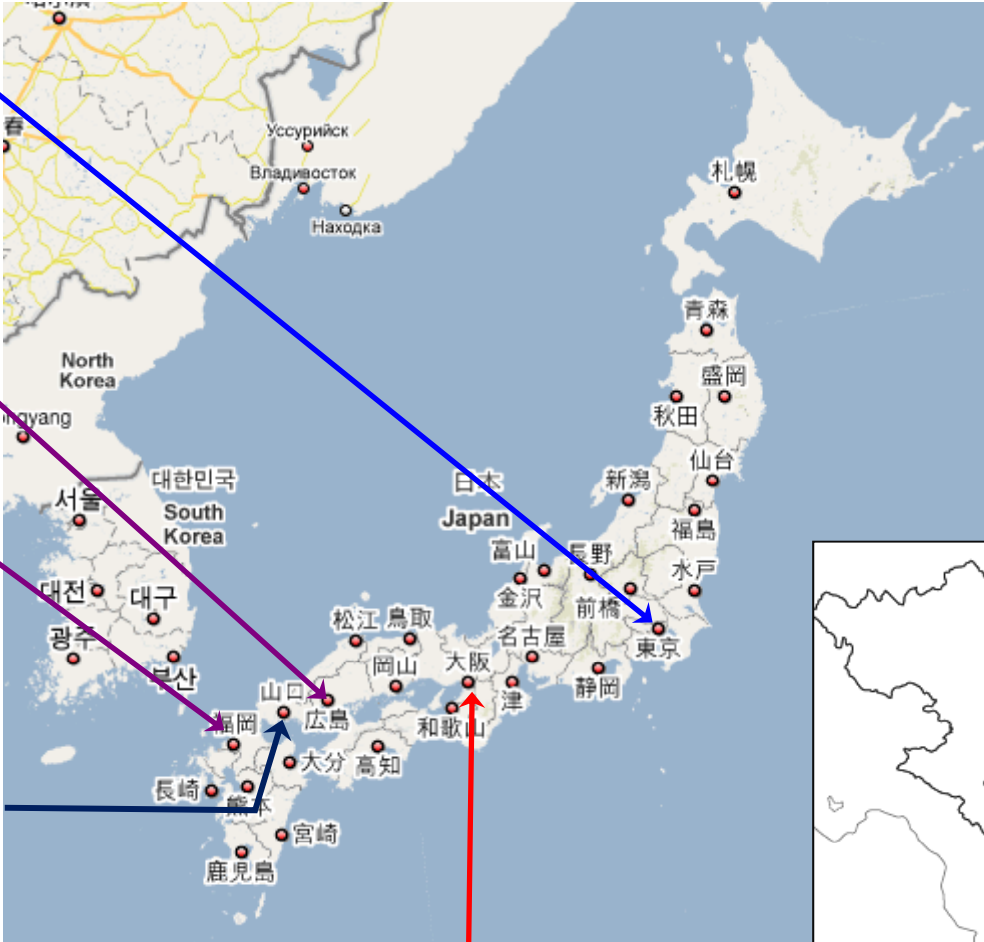 春
Уссурийск
Владивосток
Находка
札幌
青森
North
Korea
盛岡
秋田
仙台
대한민국
서울
South
Korea
日本
Japan
新潟
福島
富山
長野
水戸
金沢
前橋
대전
대구
광주
부산
松江
鳥取
名古屋
東京
岡山
大阪
静岡
津
山口
広島
和歌山
福岡
大分
高知
長崎
熊本
宮崎
鹿児島